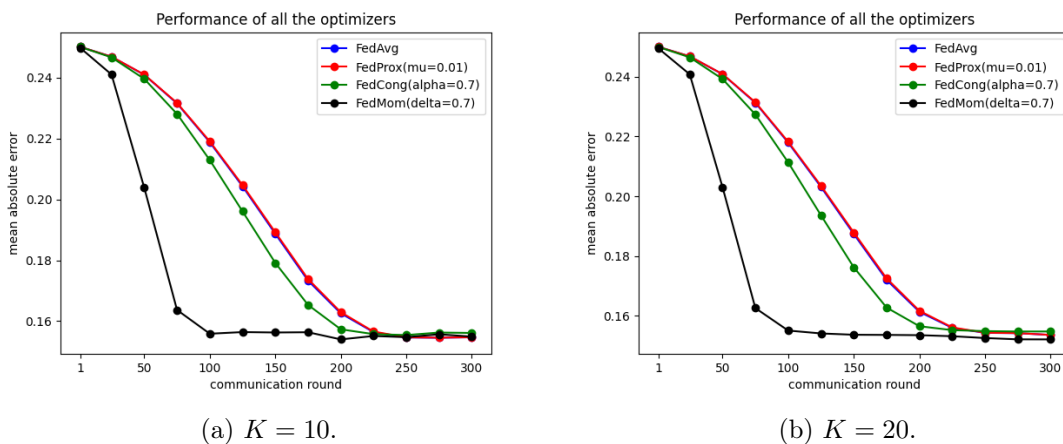 Performance of all the optimizers
FedAvg
FedProx(mu=0.01)
FedCong(alpha=0.7)
FedMom(delta=0.7)
mean absolute error
0.24
0.22
0.20
0.18
0.16
1 50 100 150 200 250 300
communication round
(a) K = 10.
Performance of all the optimizers
FedAvg
FedProx(mu=0.01)
FedCong(alpha=0.7)
FedMom(delta=0.7)
mean absolute error
0.24
0.22
0.20
0.18
0.16
1 50 100 150 200 250 300
communication round
(b) K = 20.